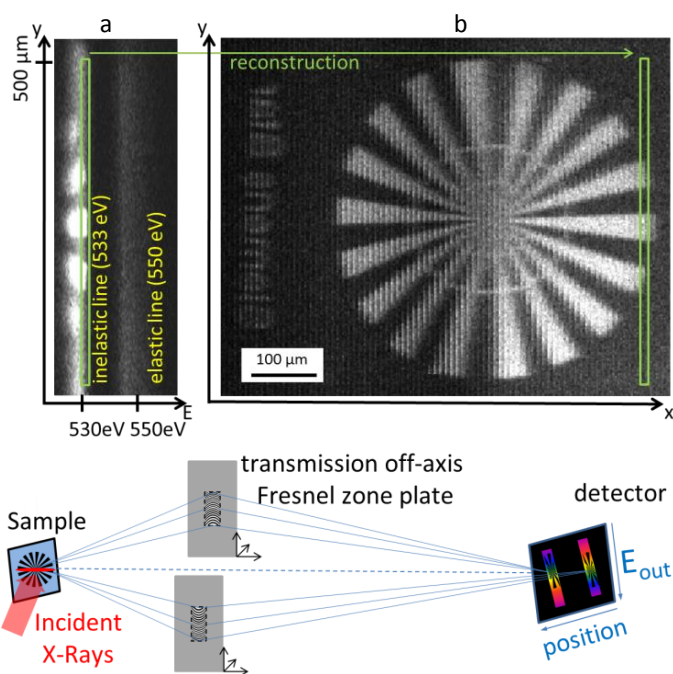 a
b
y
y
500 µm
reconstruction
inelastic line (533 eV)
elastic line (550 eV)
100 µm
E
x
530eV
550eV
transmission off-axis
Fresnel zone plate
detector
Sample
Incident
X-Rays
E out
position